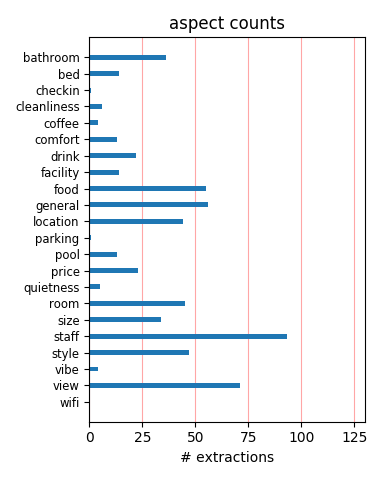 aspect counts
bathroom
bed
checkin
cleanliness
coffee
comfort
drink
facility
food
general
location
parking
pool
price
quietness
room
size
staff
style
vibe
view
wifi
0 25 50 75 100 125
# extractions